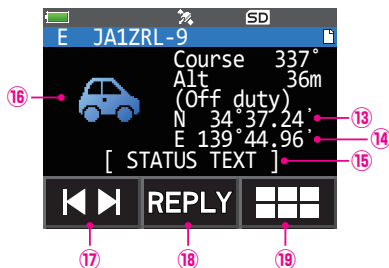 SD
E JA1ZRL-9
Course 337°
Alt 36m
(Off duty)
N 34°37.24' ⑬
E 139°44.96' ⑭
[ STATUS TEXT ] ⑮
⑯
REPLY
⑰ ⑱ ⑲